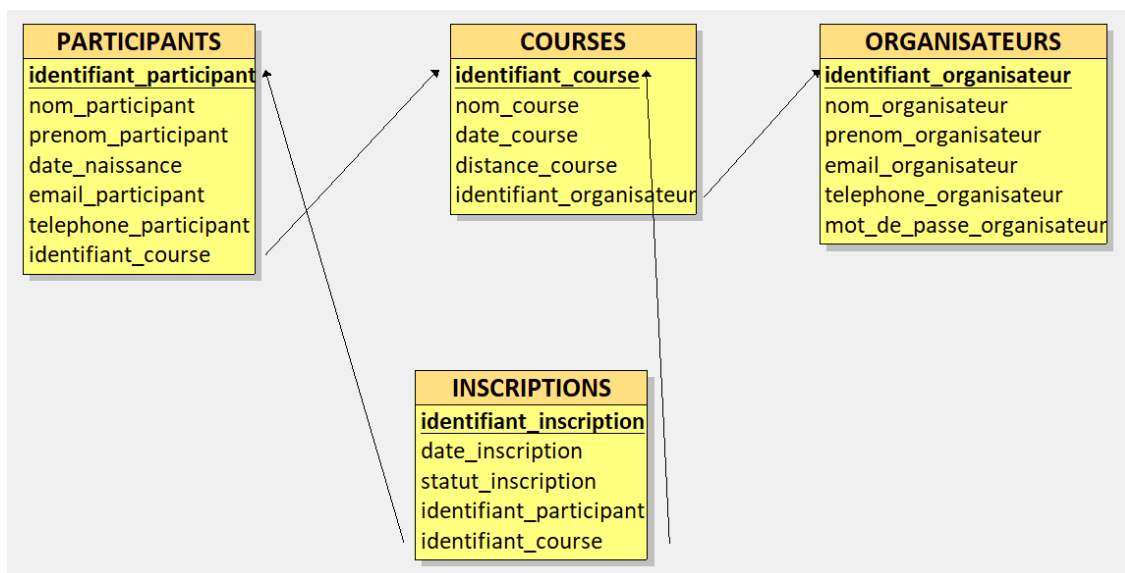 PARTICIPANTS
identifiant_participant
nom_participant
prenom_participant
date_naissance
email_participant
telephone_participant
identifiant_course
COURSES
identifiant_course
nom_course
date_course
distance_course
identifiant_organisateur
ORGANISATEURS
identifiant_organisateur
nom_organisateur
prenom_organisateur
email_organisateur
telephone_organisateur
mot_de_passe_organisateur
INSCRIPTIONS
identifiant_inscription
date_inscription
statut_inscription
identifiant_participant
identifiant_course